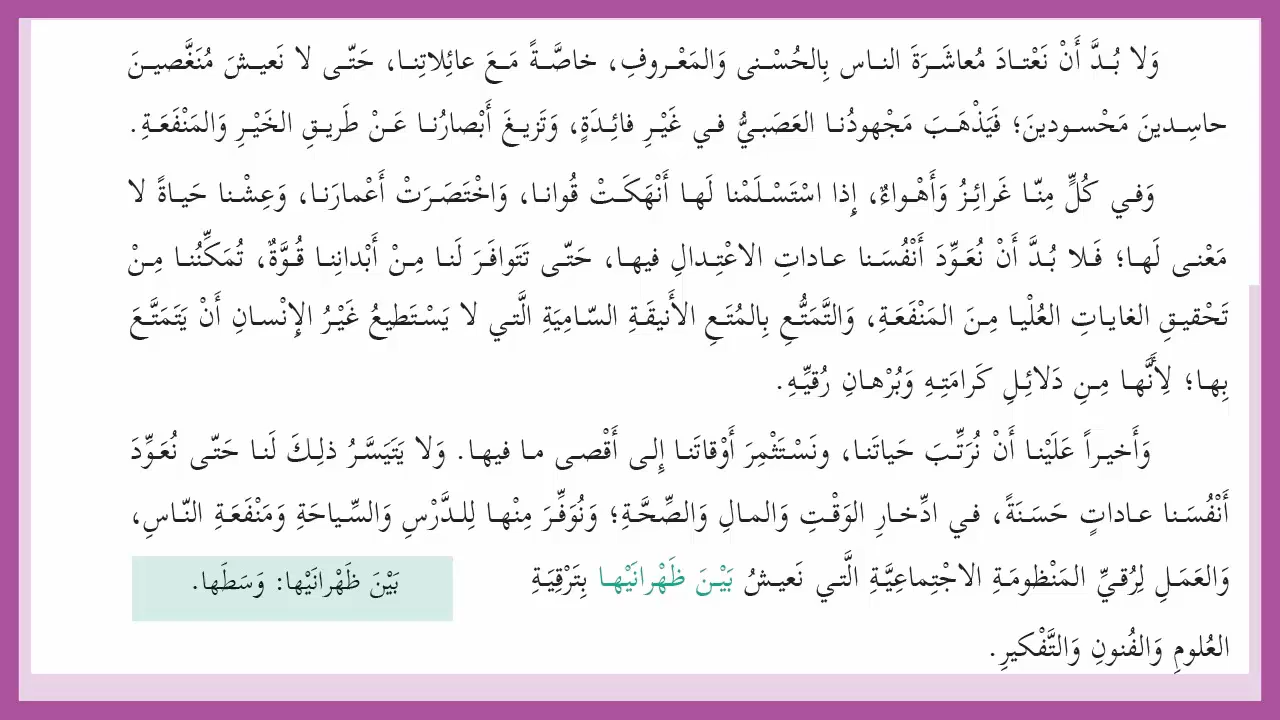 وَلا بُدَّ أَنْ نَعْتادَ مُعاشَرَةَ الناس بِالحُسْنى وَالمَعْروفِ، خاصَّةً مَعَ عائِلاتِنا، حَتّى لا نَعيشَ مُنَغَّصينَ
حاسِدينَ مَحْسودينَ؛ فَيَذْهَبَ مَجْهودُنا العَصَبيُّ في غَيْرِ فائِدَةٍ، وَتَزيغَ أَبْصارُنا عَنْ طَريقِ الخَيْرِ وَالمَنْفَعَةِ.
وَفي كُلٍّ مِنّا غَرائِزُ وَأَهْواءٌ، إِذا اسْتَسْلَمْنا لَها أَنْهَكَتْ قُوانا، وَاخْتَصَرَتْ أَعْمارَنا، وَعِشْنا حَياةً لا
مَعْنى لَها؛ فَلا بُدَّ أَنْ نُعَوِّدَ أَنْفُسَنا عاداتِ الاعْتِدالِ فيها، حَتّى تَتَوافَرَ لَنا مِنْ أَبْدانِنا قُوَّةٌ، تُمَكِّنُنا مِنْ
تَحْقيقِ الغاياتِ العُلْيا مِنَ المَنْفَعَةِ، وَالتَّمَتُّعِ بِالمُتَعِ الأَنيقَةِ السّامِيَةِ الَّتي لا يَسْتَطيعُ غَيْرُ الإِنْسانِ أَنْ يَتَمَتَّعَ
بِها؛ لِأَنَّها مِنِ دَلائِلِ كَرامَتِهِ وَبُرْهانِ رُقيِّهِ.
وَأَخيراً عَلَيْنا أَنْ نُرَتِّبَ حَياتَنا، ونَسْتَثْمِرَ أَوْقاتَنا إِلى أَقْصى ما فيها. وَلا يَتَيَسَّرُ ذلِكَ لَنا حَتّى نُعَوِّدَ
أَنْفُسَنا عاداتٍ حَسَنَةً، في ادِّخارِ الوَقْتِ وَالمالِ وَالصِّحَّةِ؛ وَنُوَفِّرَ مِنْها لِلدَّرْسِ وَالسِّياحَةِ وَمَنْفَعَةِ النّاسِ،
وَالعَمَلِ لِرُقيِّ المَنْظومَةِ الاجْتِماعِيَّةِ الَّتي نَعيشُ بَيْنَ ظَهْرانَيْها بِتَرْقِيَةِ
بَيْنَ ظَهْرانَيْها: وَسَطَها.
العُلومِ وَالفُنونِ وَالتَّفْكيرِ.